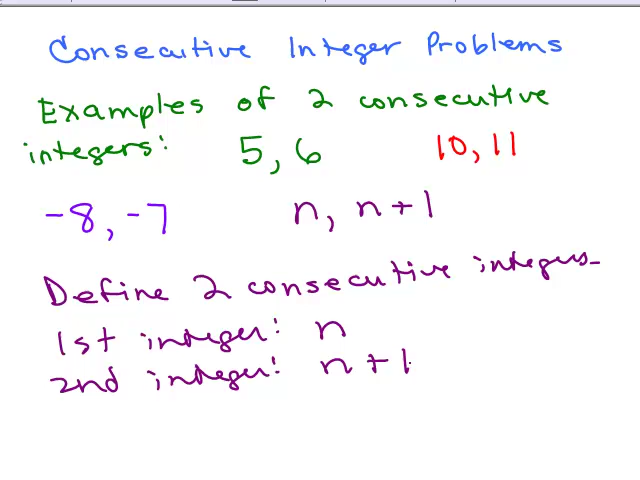 Consecutive Integer Problems
Examples of 2 consecutive
integers: 5, 6 10, 11
-8, -7 n, n+1
Define 2 consecutive integers
1st integer: n
2nd integer: n + 1